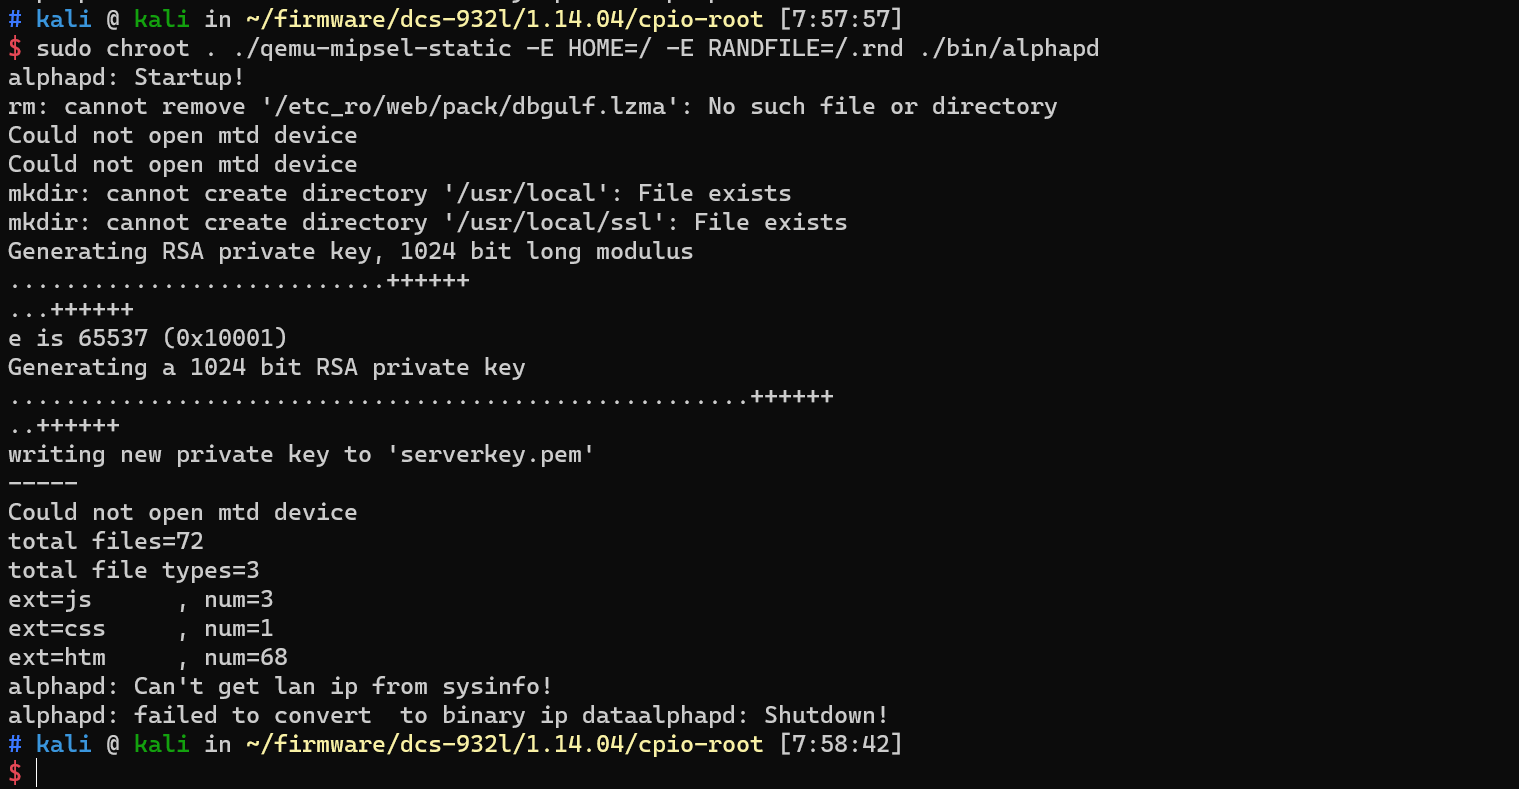 # kali @ kali in ~/firmware/dcs-932l/1.14.04/cpio-root [7:57:57]
$ sudo chroot . ./qemu-mipsel-static -E HOME=/ -E RANDFILE=/.rnd ./bin/alphapd
alphapd: Startup!
rm: cannot remove '/etc_ro/web/pack/dbgulf.lzma': No such file or directory
Could not open mtd device
Could not open mtd device
mkdir: cannot create directory '/usr/local': File exists
mkdir: cannot create directory '/usr/local/ssl': File exists
Generating RSA private key, 1024 bit long modulus
...........................++++++
...++++++
e is 65537 (0x10001)
Generating a 1024 bit RSA private key
.....................................................++++++
..++++++
writing new private key to 'serverkey.pem'
-----
Could not open mtd device
total files=72
total file types=3
ext=js      , num=3
ext=css     , num=1
ext=htm     , num=68
alphapd: Can't get lan ip from sysinfo!
alphapd: failed to convert  to binary ip dataalphapd: Shutdown!
# kali @ kali in ~/firmware/dcs-932l/1.14.04/cpio-root [7:58:42]
$